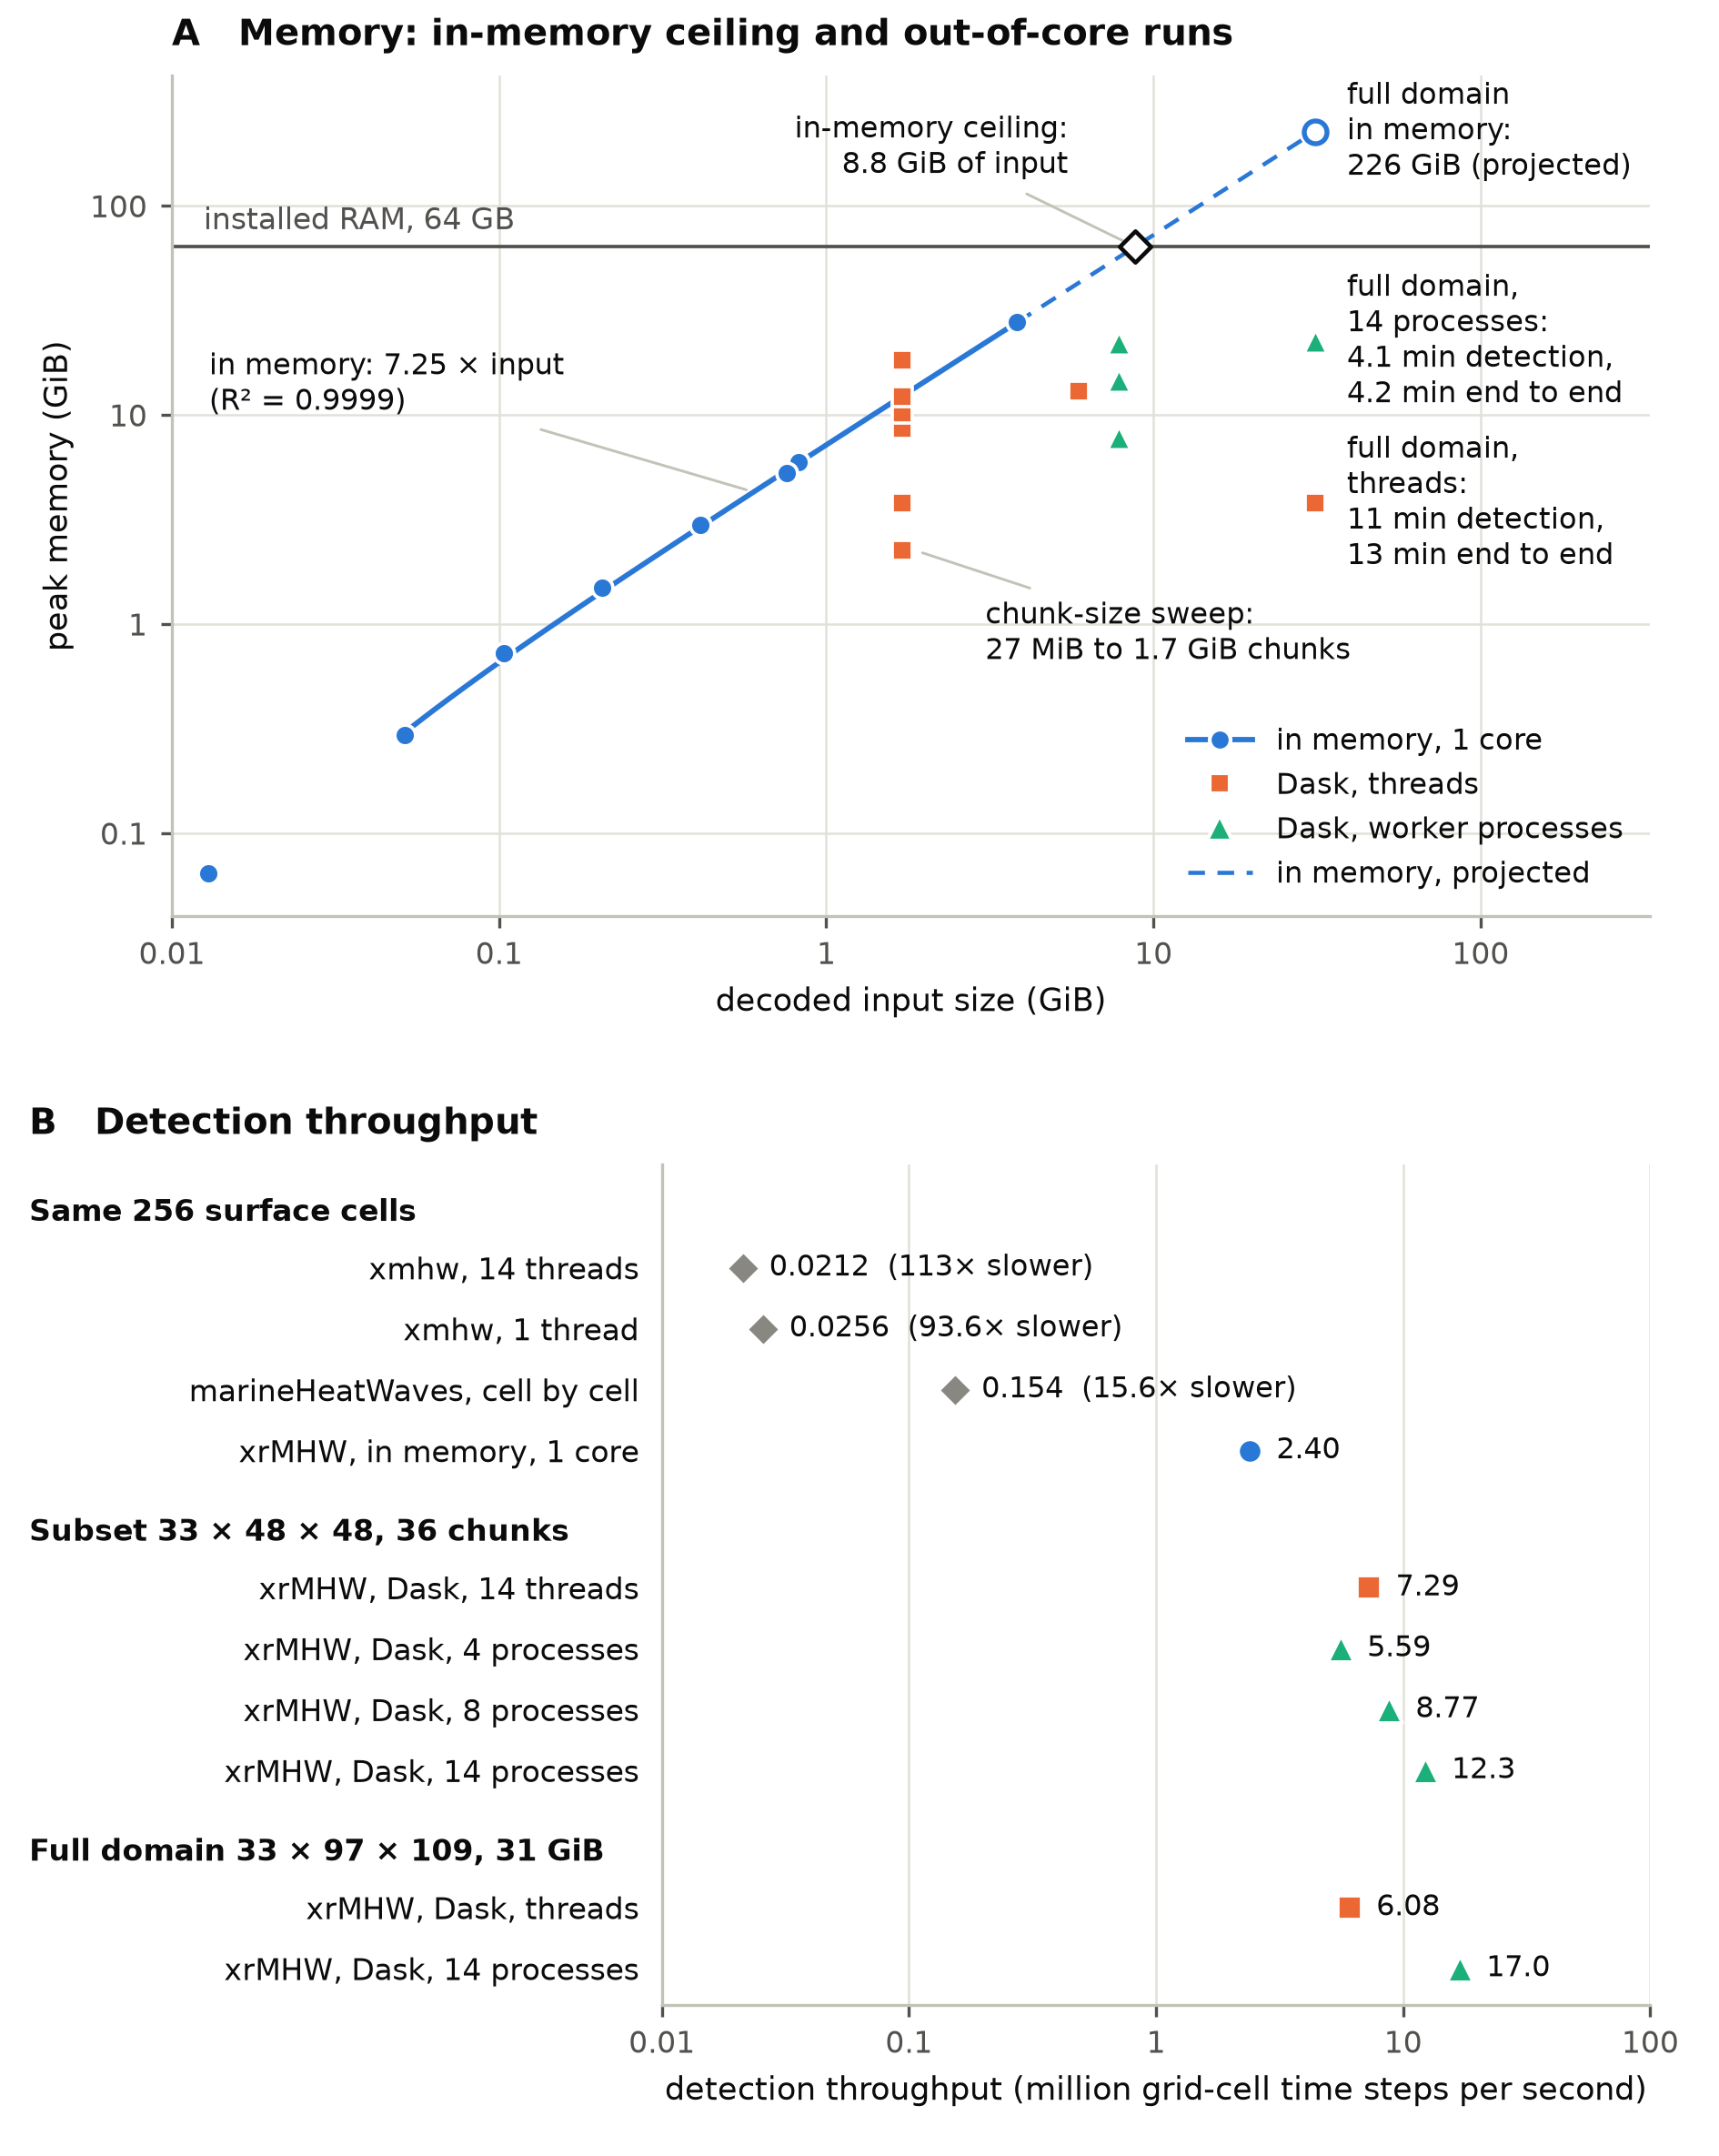 A Memory: in-memory ceiling and out-of-core runs
full domain
in memory:
226 GiB (projected)
in-memory ceiling:
8.8 GiB of input
100
installed RAM, 64 GB
full domain,
14 processes:
4.1 min detection,
4.2 min end to end
in memory: 7.25 × input
(R² = 0.9999)
10
full domain,
threads:
11 min detection,
13 min end to end
peak memory (GiB)
chunk-size sweep:
27 MiB to 1.7 GiB chunks
1
in memory, 1 core
Dask, threads
Dask, worker processes
in memory, projected
0.1
0.01 0.1 1 10 100
decoded input size (GiB)
B Detection throughput
Same 256 surface cells
xmhw, 14 threads 0.0212 (113× slower)
xmhw, 1 thread 0.0256 (93.6× slower)
marineHeatWaves, cell by cell 0.154 (15.6× slower)
xrMHW, in memory, 1 core 2.40
Subset 33 × 48 × 48, 36 chunks
xrMHW, Dask, 14 threads 7.29
xrMHW, Dask, 4 processes 5.59
xrMHW, Dask, 8 processes 8.77
xrMHW, Dask, 14 processes 12.3
Full domain 33 × 97 × 109, 31 GiB
xrMHW, Dask, threads 6.08
xrMHW, Dask, 14 processes 17.0
0.01 0.1 1 10 100
detection throughput (million grid-cell time steps per second)